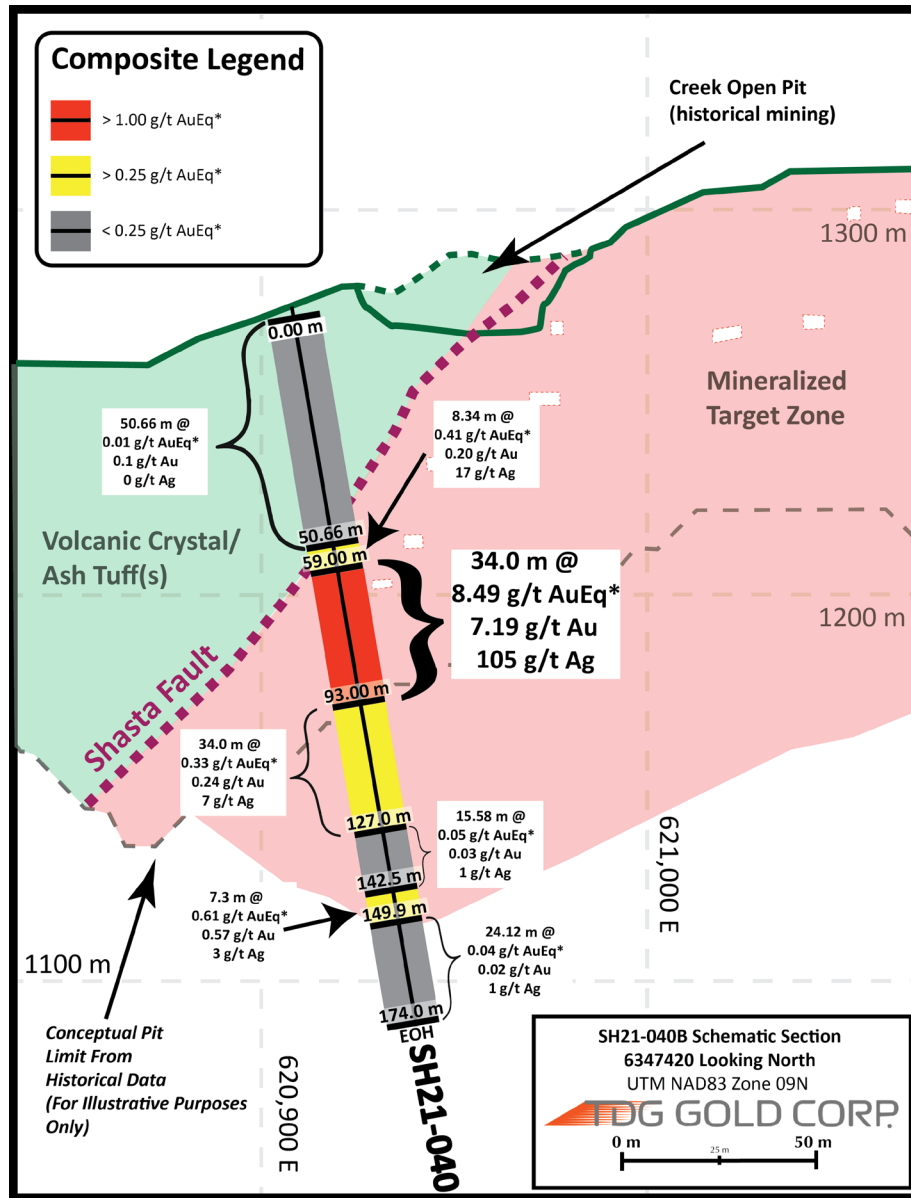 Composite Legend
> 1.00 g/t AuEq*
> 0.25 g/t AuEq*
< 0.25 g/t AuEq*
Creek Open Pit
(historical mining)
1300 m
0.00 m
Mineralized
Target Zone
50.66 m @
0.01 g/t AuEq*
0.1 g/t Au
0 g/t Ag
8.34 m @
0.41 g/t AuEq*
0.20 g/t Au
17 g/t Ag
50.66 m
Volcanic Crystal/
Ash Tuff(s)
59.00 m
34.0 m @
8.49 g/t AuEq*
7.19 g/t Au
105 g/t Ag
1200 m
93.00 m
Shasta Fault
34.0 m @
0.33 g/t AuEq*
0.24 g/t Au
7 g/t Ag
127.0 m
15.58 m @
0.05 g/t AuEq*
0.03 g/t Au
1 g/t Ag
142.5 m
7.3 m @
0.61 g/t AuEq*
0.57 g/t Au
3 g/t Ag
149.9 m
24.12 m @
0.04 g/t AuEq*
0.02 g/t Au
1 g/t Ag
621,000 E
1100 m
174.0 m
EOH
SH21-040
620,900 E
Conceptual Pit
Limit From
Historical Data
(For Illustrative Purposes
Only)
SH21-040B Schematic Section
6347420 Looking North
UTM NAD83 Zone 09N
TDG GOLD CORP.
0 m
25 m
50 m